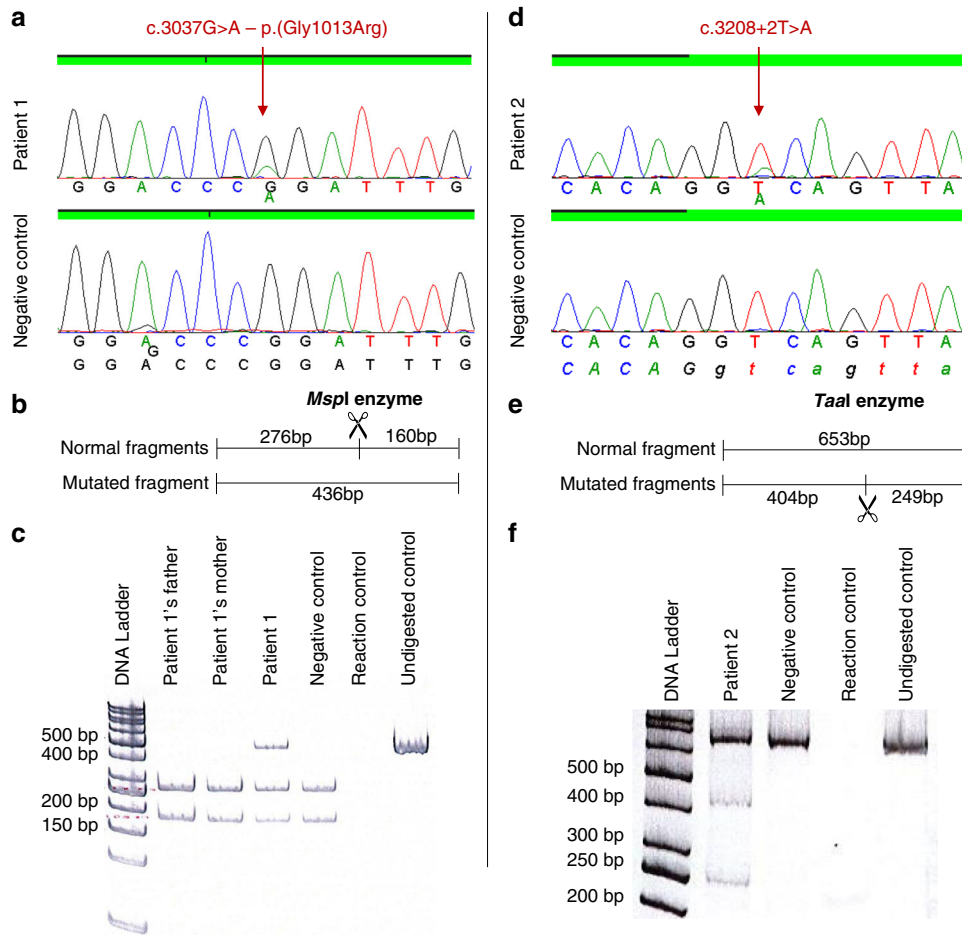 a
c.3037G>A – p.(Gly1013Arg)
Patient 1
G G A C C C G G A T T T G
A
Negative control
G G A C C C G G A T T T G
G
G G A C C C G G A T T T G
b
MspI enzyme
Normal fragments
276bp
160bp
Mutated fragment
436bp
c
DNA Ladder
Patient 1's father
Patient 1's mother
Patient 1
Negative control
Reaction control
Undigested control
500 bp
400 bp
200 bp
150 bp
d
c.3208+2T>A
Patient 2
C A C A G G T C A G T T A
A
Negative control
C A C A G G T C A G T T A
C A C A G g t c a g t t a
e
TaaI enzyme
Normal fragment
653bp
Mutated fragments
404bp
249bp
f
DNA Ladder
Patient 2
Negative control
Reaction control
Undigested control
500 bp
400 bp
300 bp
250 bp
200 bp